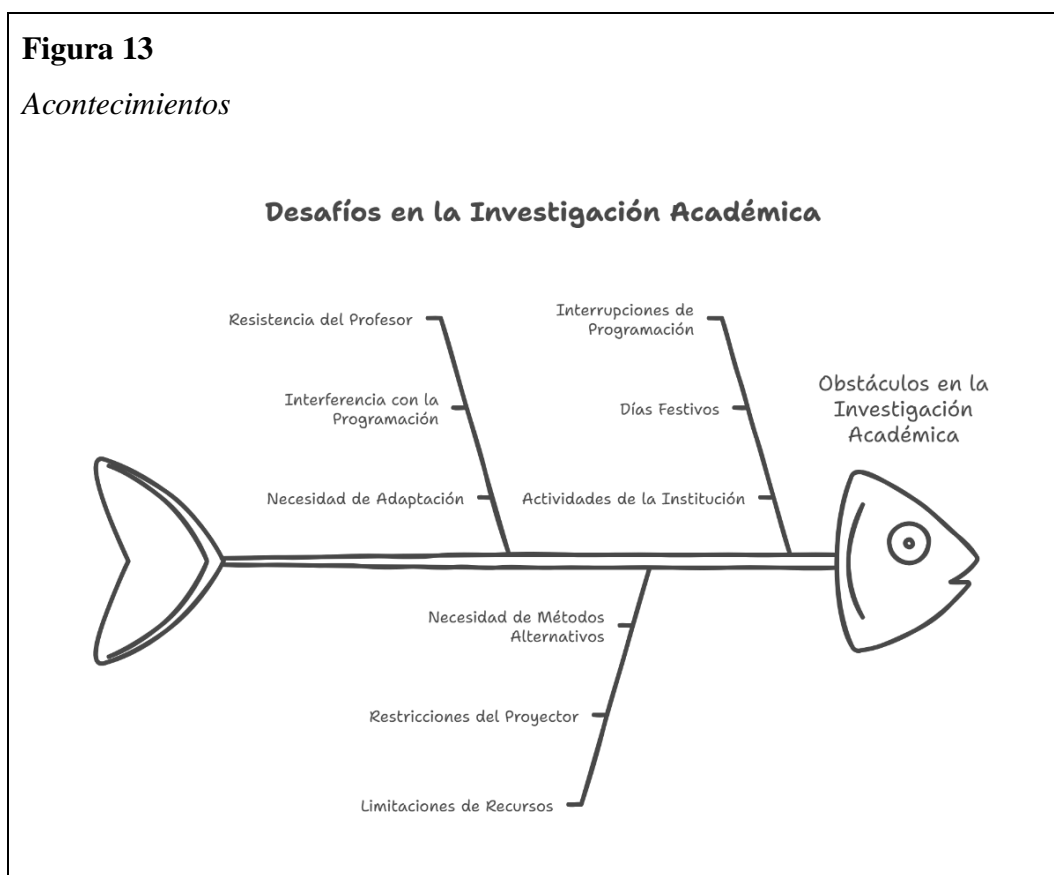 Figura 13
Acontecimientos
Desafíos en la Investigación Académica
Resistencia del Profesor
Interferencia con la
Programación
Necesidad de Adaptación
Interrupciones de
Programación
Días Festivos
Actividades de la Institución
Obstáculos en la
Investigación
Académica
Necesidad de Métodos
Alternativos
Restricciones del Proyector
Limitaciones de Recursos